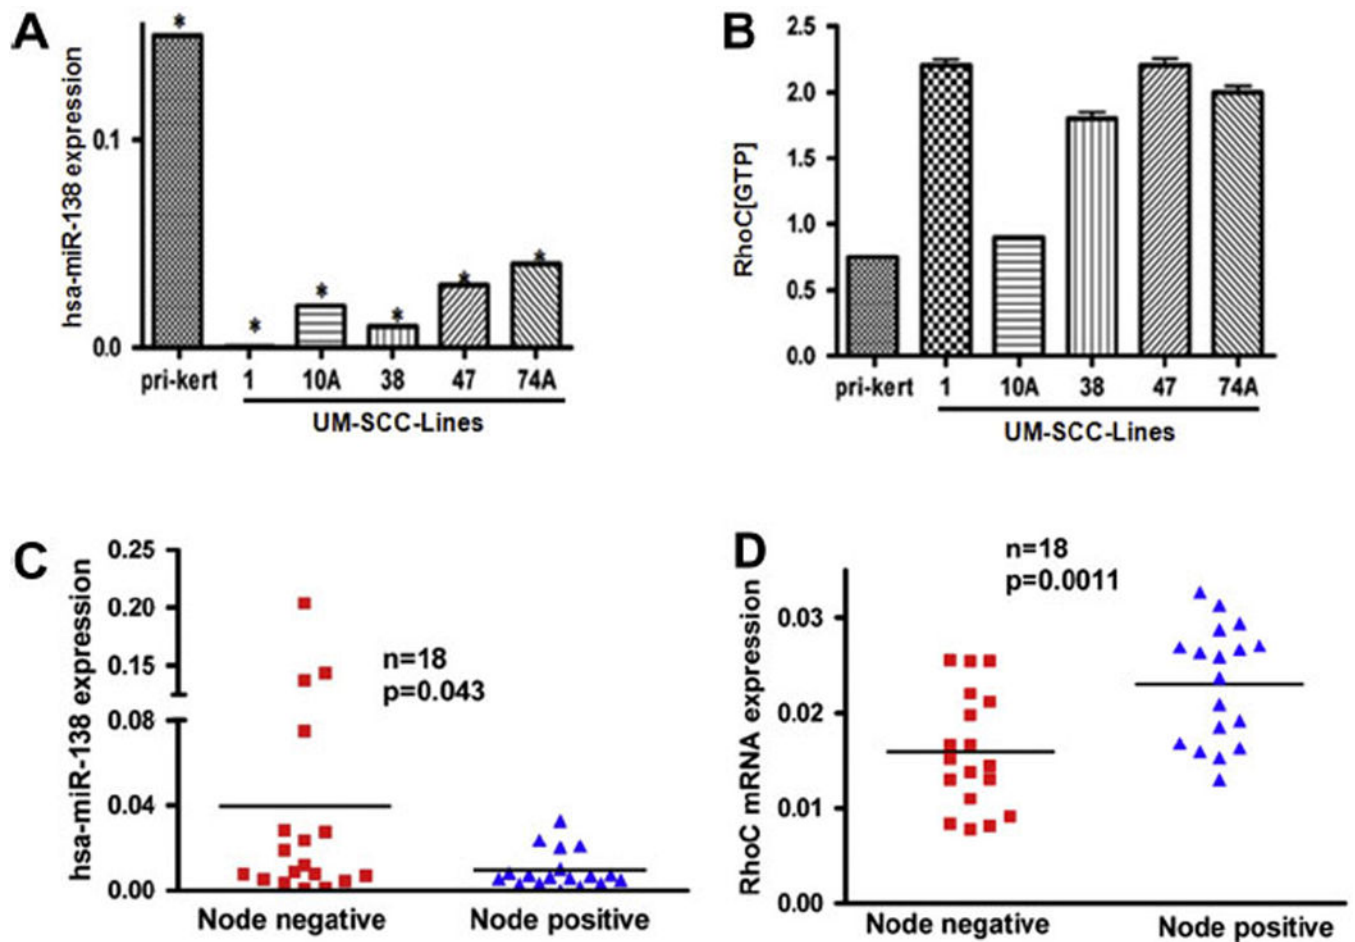 A
hsa-miR-138 expression
0.1
0.0
*
*
*
*
*
*
pri-kert 1 10A 38 47 74A
UM-SCC-Lines
B
RhoC[GTP]
2.5
2.0
1.5
1.0
0.5
0.0
pri-kert 1 10A 38 47 74A
UM-SCC-Lines
C
hsa-miR-138 expression
0.25
0.20
0.15
0.08
0.04
0.00
n=18
p=0.043
Node negative Node positive
D
RhoC mRNA expression
0.03
0.02
0.01
0.00
n=18
p=0.0011
Node negative Node positive